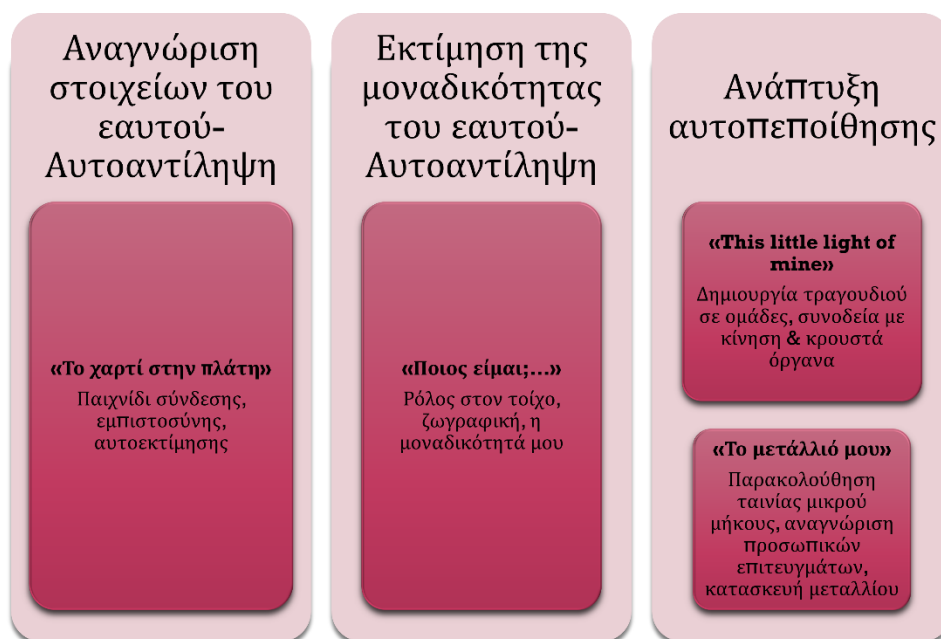 Αναγνώριση
στοιχείων του
εαυτού-
Αυτοαντίληψη
«Το χαρτί στην πλάτη»
Παιχνίδι σύνδεσης,
εμπιστοσύνης,
αυτοεκτίμησης
Εκτίμηση της
μοναδικότητας
του εαυτού-
Αυτοαντίληψη
«Ποιος είμαι;...»
Ρόλος στον τοίχο,
ζωγραφική, η
μοναδικότητά μου
Ανάπτυξη
αυτοπεποίθησης
«This little light of
mine»
Δημιουργία τραγουδιού
σε ομάδες, συνοδεία με
κίνηση & κρουστά
όργανα
«Το μετάλλιό μου»
Παρακολούθηση
ταινίας μικρού
μήκους, αναγνώριση
προσωπικών
επιτευγμάτων,
κατασκευή μεταλλίου